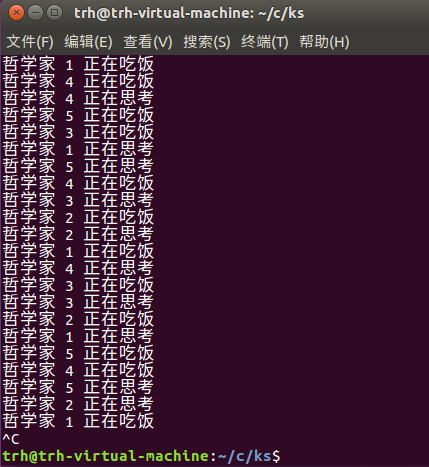 trh@trh-virtual-machine: ~/c/ks
文件(F) 编辑(E) 查看(V) 搜索(S) 终端(T) 帮助(H)
哲学家 1 正在吃饭
哲学家 4 正在吃饭
哲学家 4 正在思考
哲学家 5 正在吃饭
哲学家 3 正在吃饭
哲学家 1 正在思考
哲学家 5 正在思考
哲学家 4 正在吃饭
哲学家 3 正在思考
哲学家 2 正在吃饭
哲学家 2 正在思考
哲学家 1 正在吃饭
哲学家 4 正在思考
哲学家 3 正在吃饭
哲学家 3 正在思考
哲学家 2 正在吃饭
哲学家 1 正在思考
哲学家 5 正在吃饭
哲学家 4 正在吃饭
哲学家 5 正在思考
哲学家 2 正在思考
哲学家 1 正在吃饭
^C
trh@trh-virtual-machine:~/c/ks$